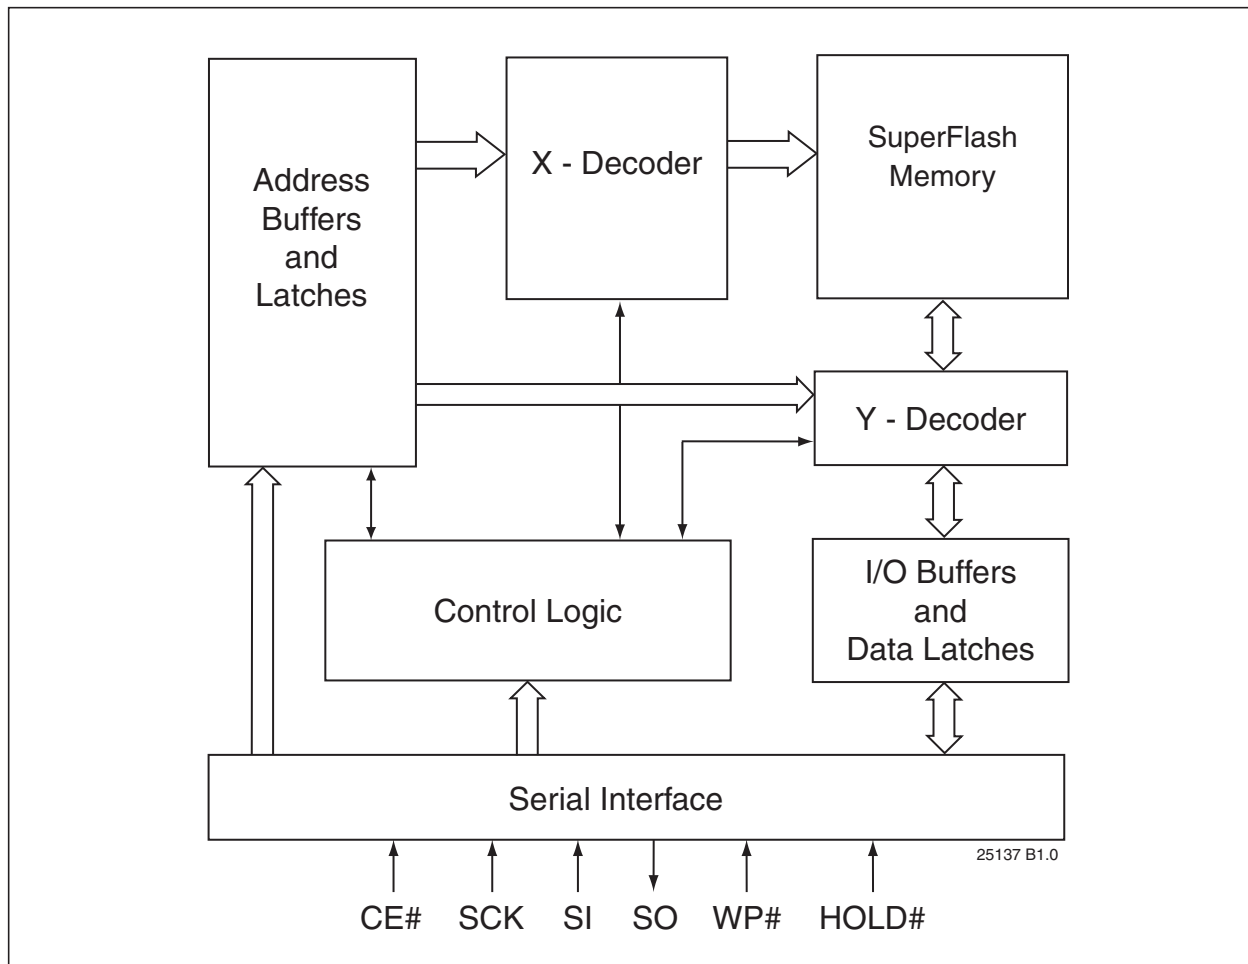 Address
Buffers
and
Latches
X - Decoder
SuperFlash
Memory
Y - Decoder
Control Logic
I/O Buffers
and
Data Latches
Serial Interface
25137 B1.0
CE# SCK SI SO WP# HOLD#